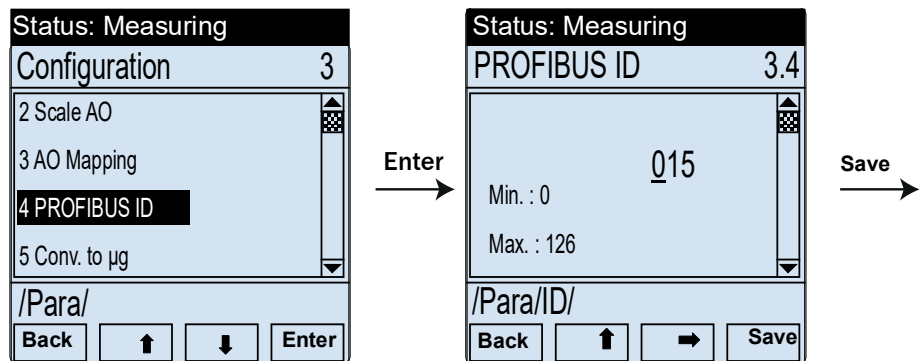 Status: Measuring
Configuration 3
2 Scale AO
3 AO Mapping
4 PROFIBUS ID
5 Conv. to µg
/Para/
Back Enter
Enter
Status: Measuring
PROFIBUS ID 3.4
015
Min. : 0
Max. : 126
/Para/ID/
Back Save
Save